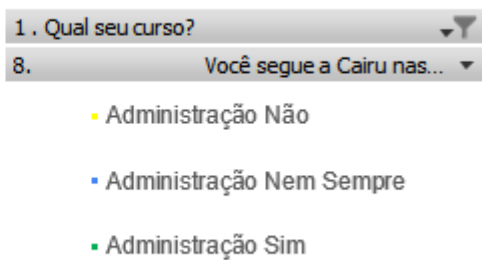 1 . Qual seu curso?
8. Você segue a Cairu nas...
Administração Não
Administração Nem Sempre
Administração Sim